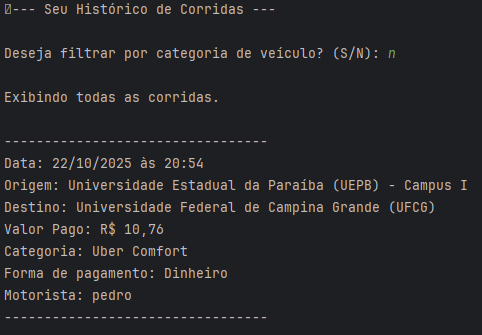 --- Seu Histórico de Corridas ---
Deseja filtrar por categoria de veículo? (S/N): n
Exibindo todas as corridas.
---------------------------------
Data: 22/10/2025 às 20:54
Origem: Universidade Estadual da Paraíba (UEPB) - Campus I
Destino: Universidade Federal de Campina Grande (UFCG)
Valor Pago: R$ 10,76
Categoria: Uber Comfort
Forma de pagamento: Dinheiro
Motorista: pedro
---------------------------------